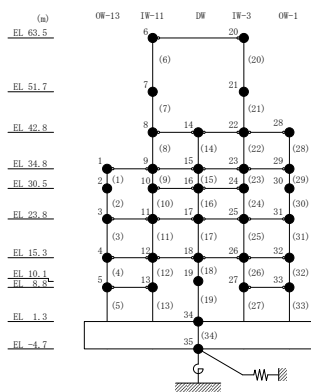 (m) OW-13 IW-11 DW IW-3 OW-1
EL 63.5 6 20
(6) (20)
EL 51.7 7 21
(7) (21)
EL 42.8 8 14 22 28
(8) (14) (22) (28)
EL 34.8 1 9 15 23 29
(1) (9) (15) (23) (29)
EL 30.5 2 10 16 24 30
(2) (10) (16) (24) (30)
EL 23.8 3 11 17 25 31
(3) (11) (17) (25) (31)
EL 15.3 4 12 18 26 32
(4) (12) (18) (26) (32)
EL 10.1 19
EL 8.8 5 13 27 33
(5) (13) (19) (27) (33)
EL 1.3 34
(34)
EL -4.7 35